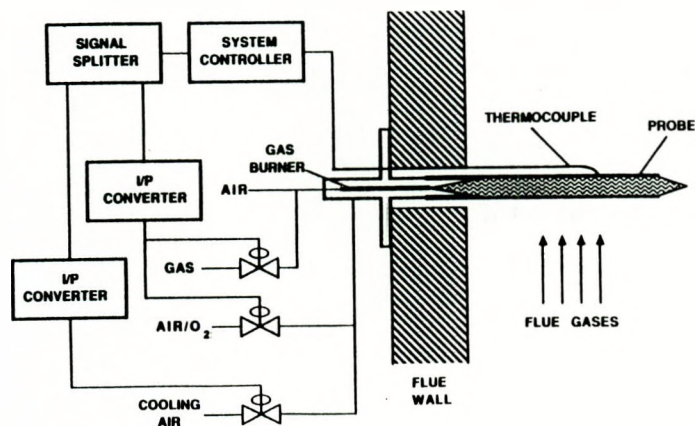 SIGNAL
SPLITTER
SYSTEM
CONTROLLER
THERMOCOUPLE
PROBE
GAS
BURNER
I/P
CONVERTER
AIR
GAS
I/P
CONVERTER
AIR/O₂
FLUE GASES
FLUE
WALL
COOLING
AIR